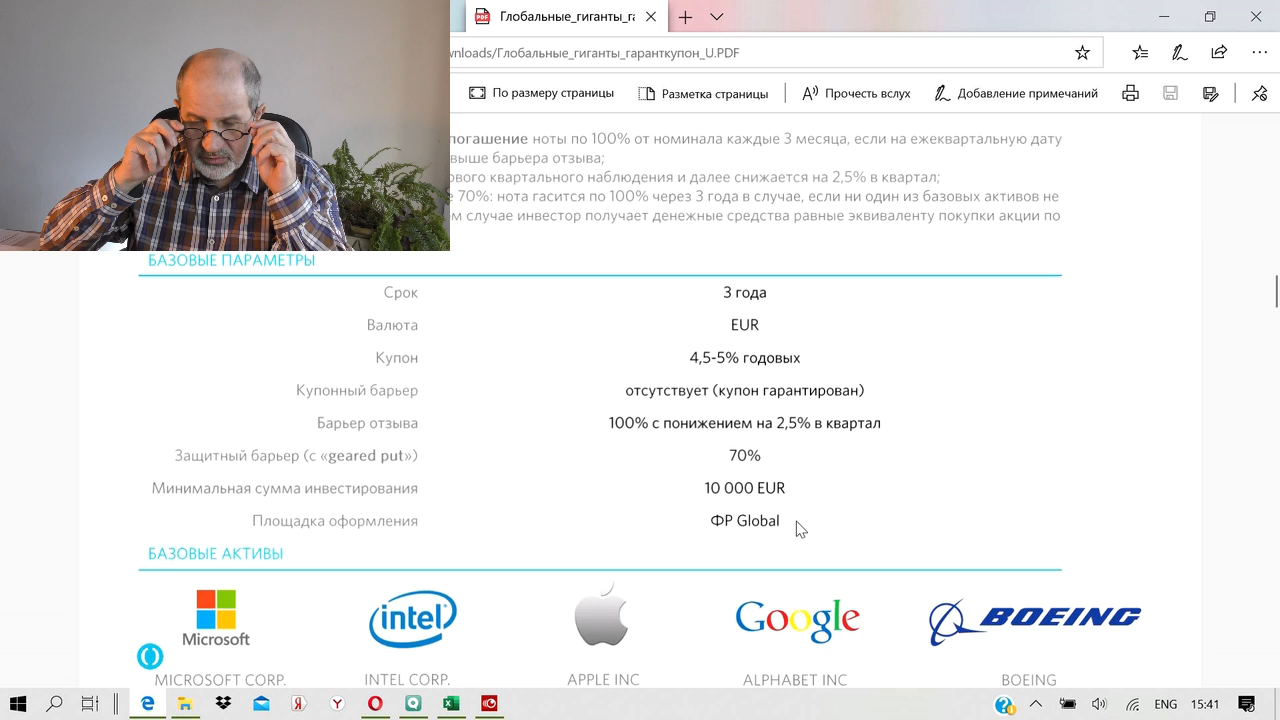 Глобальные_гиганты_га
wnloads/Глобальные_гиганты_гаранткупон_U.PDF
По размеру страницы
Разметка страницы
Прочесть вслух
Добавление примечаний
погашение ноты по 100% от номинала каждые 3 месяца, если на ежеквартальную дату
выше барьера отзыва;
ового квартального наблюдения и далее снижается на 2,5% в квартал;
е 70%: нота гасится по 100% через 3 года в случае, если ни один из базовых активов не
ом случае инвестор получает денежные средства равные эквиваленту покупки акции по
БАЗОВЫЕ ПАРАМЕТРЫ
Срок 3 года
Валюта EUR
Купон 4,5-5% годовых
Купонный барьер отсутствует (купон гарантирован)
Барьер отзыва 100% с понижением на 2,5% в квартал
Защитный барьер (с «geared put») 70%
Минимальная сумма инвестирования 10 000 EUR
Площадка оформления ФР Global
БАЗОВЫЕ АКТИВЫ
Microsoft intel Google BOEING
MICROSOFT CORP. INTEL CORP. APPLE INC ALPHABET INC BOEING
ENG 15:41